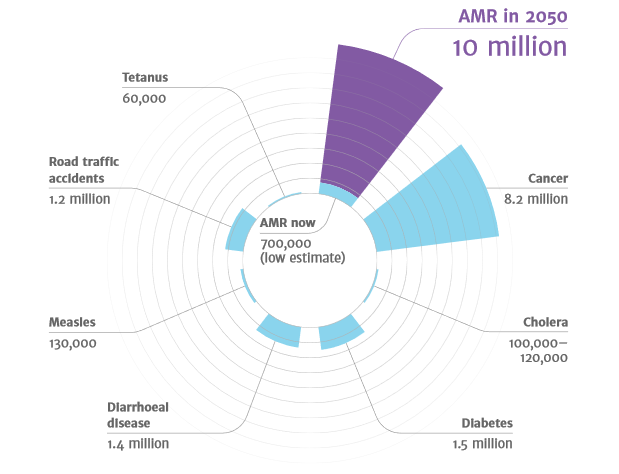 AMR in 2050
10 million
Tetanus
60,000
Road traffic
accidents
1.2 million
Cancer
8.2 million
AMR now
700,000
(low estimate)
Measles
130,000
Cholera
100,000–
120,000
Diarrhoeal
disease
1.4 million
Diabetes
1.5 million